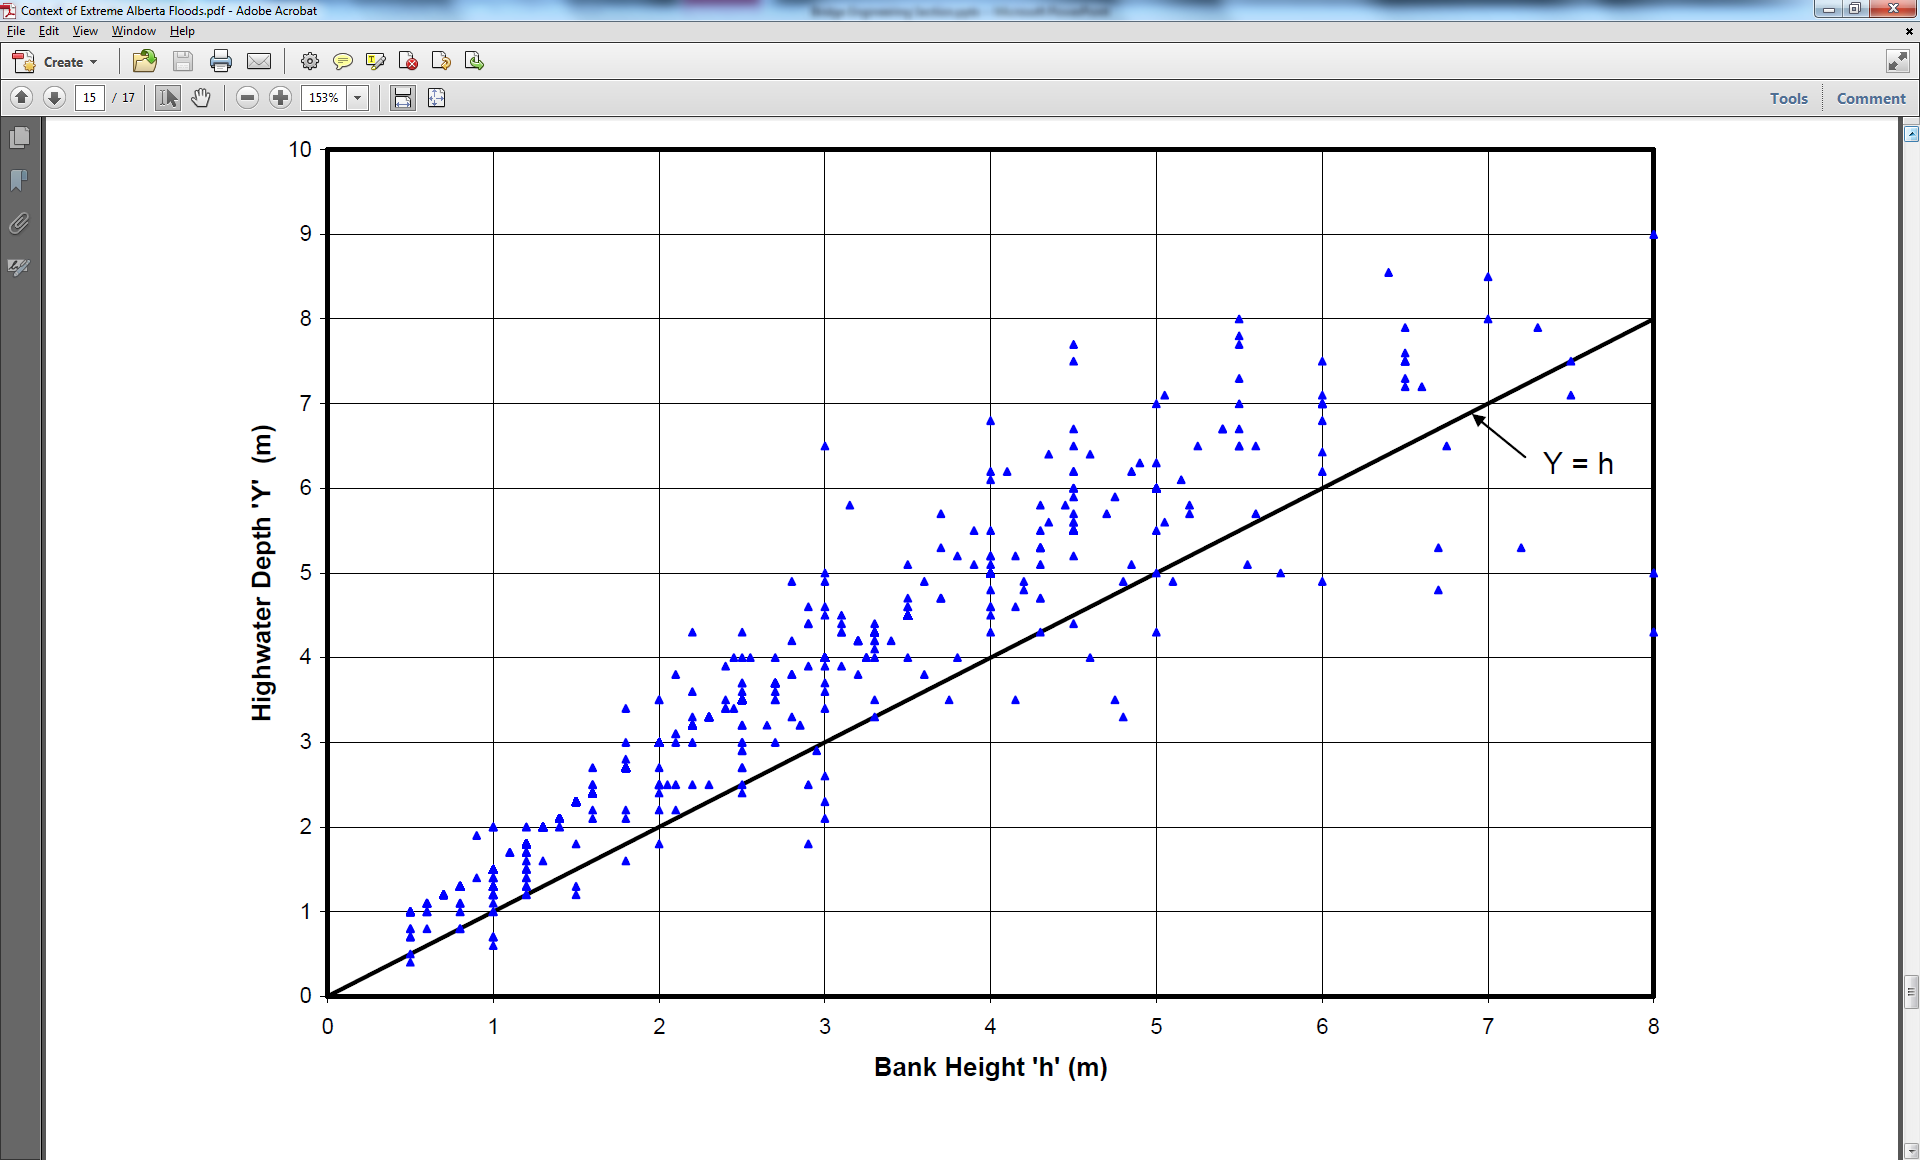 Context of Extreme Alberta Floods.pdf - Adobe Acrobat
File Edit View Window Help
Create
15 / 17
153%
Tools Comment
10
9
8
7
6
5
4
3
2
1
0
Highwater Depth 'Y' (m)
Y = h
0 1 2 3 4 5 6 7 8
Bank Height 'h' (m)